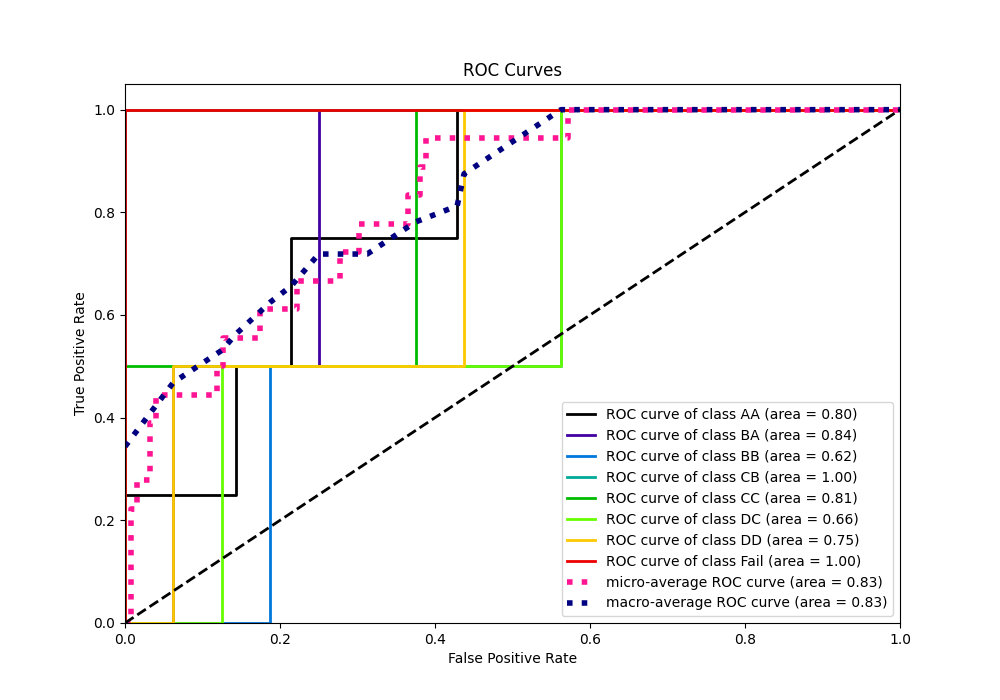 ROC Curves
True Positive Rate
1.0
0.8
0.6
0.4
0.2
0.0
ROC curve of class AA (area = 0.80)
ROC curve of class BA (area = 0.84)
ROC curve of class BB (area = 0.62)
ROC curve of class CB (area = 1.00)
ROC curve of class CC (area = 0.81)
ROC curve of class DC (area = 0.66)
ROC curve of class DD (area = 0.75)
ROC curve of class Fail (area = 1.00)
micro-average ROC curve (area = 0.83)
macro-average ROC curve (area = 0.83)
0.0 0.2 0.4 0.6 0.8 1.0
False Positive Rate